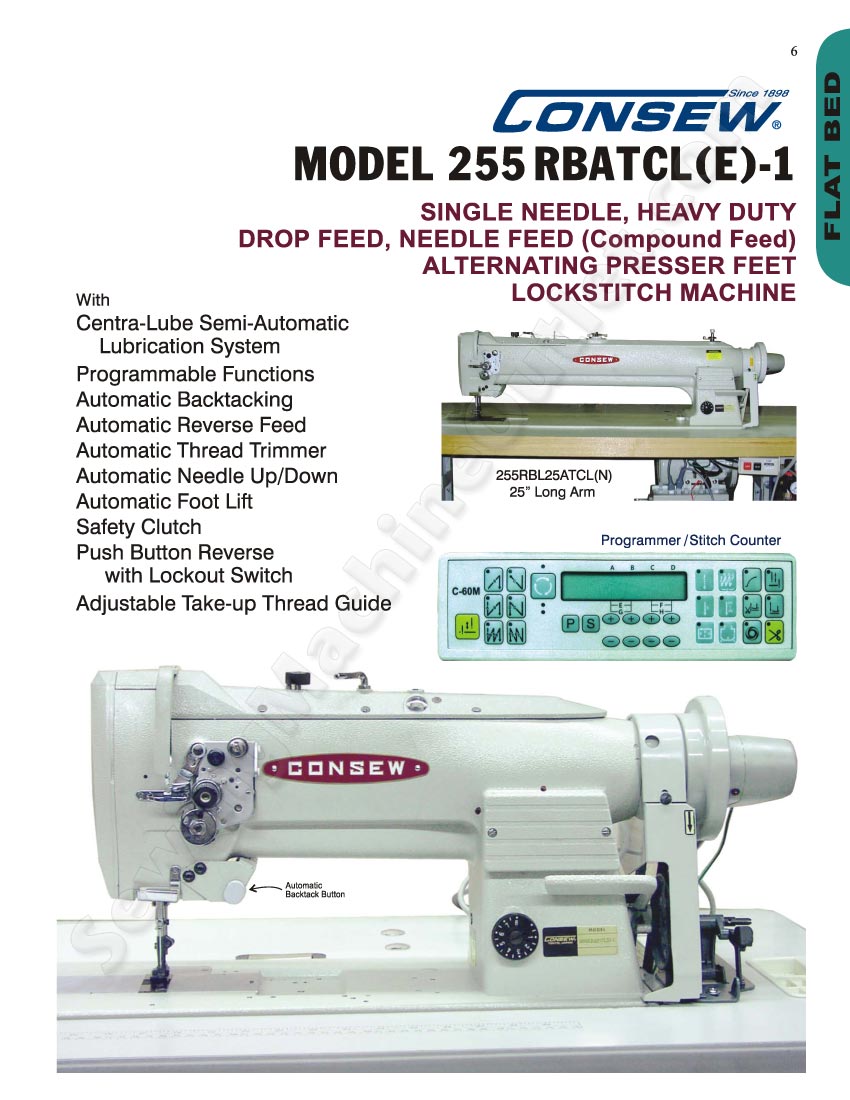 6
FLAT BED
Since 1898
CONSEW®
MODEL 255 RBATCL(E)-1
SINGLE NEEDLE, HEAVY DUTY
DROP FEED, NEEDLE FEED (Compound Feed)
ALTERNATING PRESSER FEET
LOCKSTITCH MACHINE
With
Centra-Lube Semi-Automatic
Lubrication System
Programmable Functions
Automatic Backtacking
Automatic Reverse Feed
Automatic Thread Trimmer
Automatic Needle Up/Down
Automatic Foot Lift
Safety Clutch
Push Button Reverse
with Lockout Switch
Adjustable Take-up Thread Guide
CONSEW
255RBL25ATCL(N)
25” Long Arm
Programmer/Stitch Counter
A B C D
C-60M
E F
G H
P S
CONSEW
Automatic
Backtack Button
CONSEW
MODEL